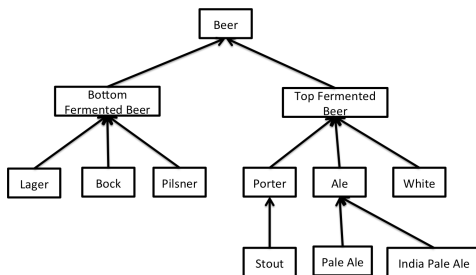 Beer
Bottom
Fermented Beer
Top Fermented
Beer
Lager
Bock
Pilsner
Porter
Ale
White
Stout
Pale Ale
India Pale Ale